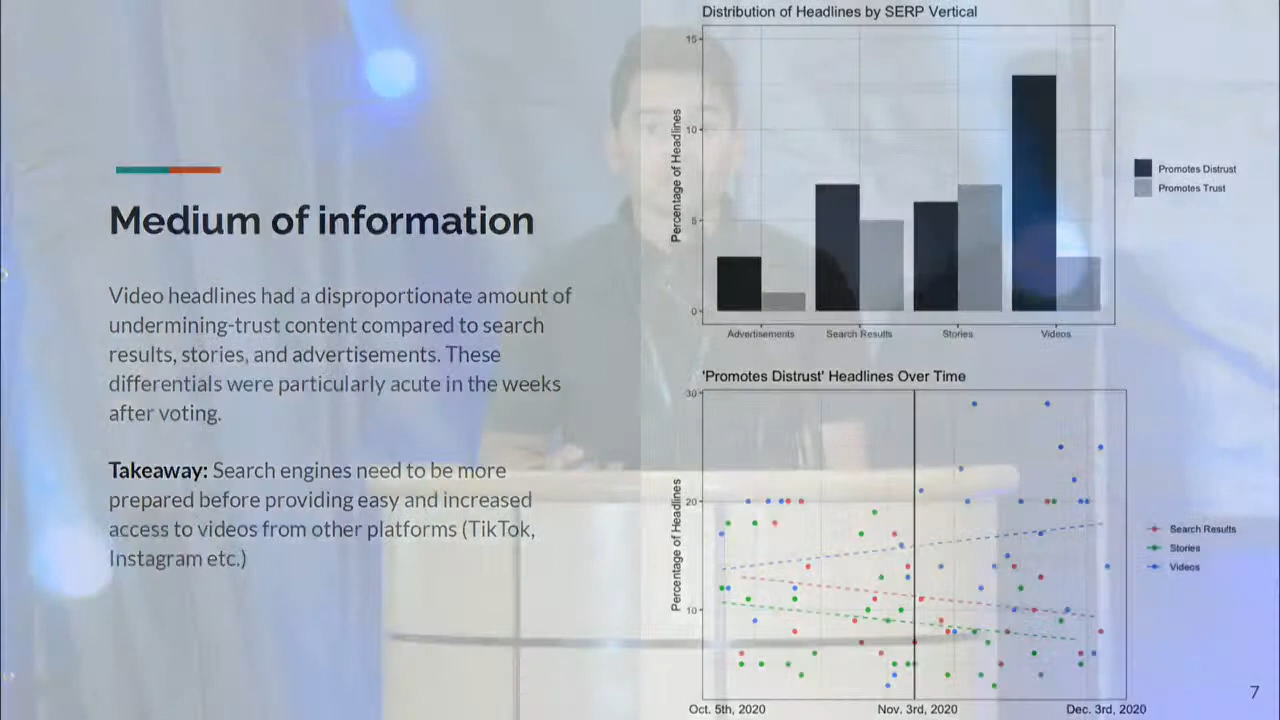 Medium of information
Video headlines had a disproportionate amount of
undermining-trust content compared to search
results, stories, and advertisements. These
differentials were particularly acute in the weeks
after voting.
Takeaway: Search engines need to be more
prepared before providing easy and increased
access to videos from other platforms (TikTok,
Instagram etc.)
Distribution of Headlines by SERP Vertical
Percentage of Headlines
15
10
5
0
Advertisements Search Results Stories Videos
Promotes Distrust
Promotes Trust
'Promotes Distrust' Headlines Over Time
Percentage of Headlines
30
20
10
Oct. 5th, 2020 Nov. 3rd, 2020 Dec. 3rd, 2020
Search Results
Stories
Videos
7